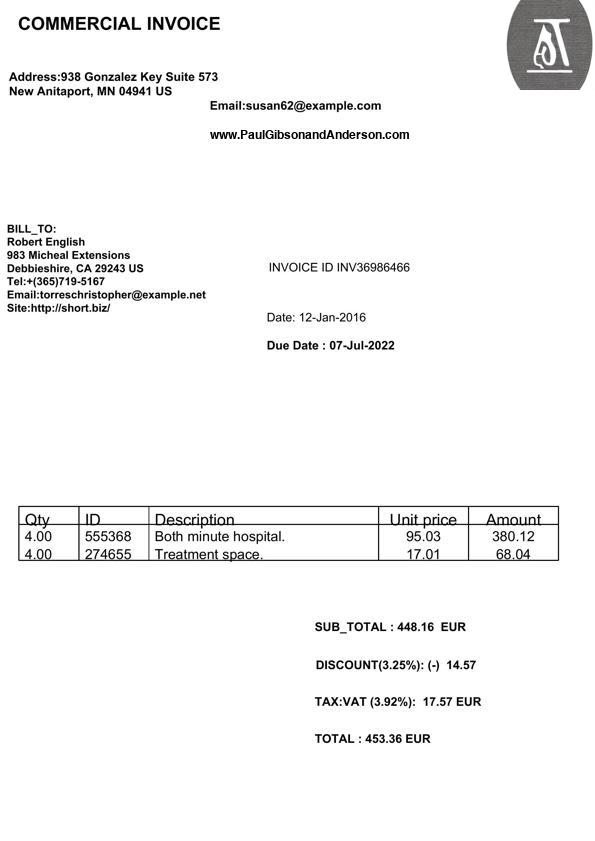 COMMERCIAL INVOICE
Address:938 Gonzalez Key Suite 573
New Anitaport, MN 04941 US
Email:susan62@example.com
www.PaulGibsonandAnderson.com
BILL_TO:
Robert English
983 Micheal Extensions
Debbieshire, CA 29243 US
Tel:+(365)719-5167
Email:torreschristopher@example.net
Site:http://short.biz/
INVOICE ID INV36986466
Date: 12-Jan-2016
Due Date : 07-Jul-2022
Qty ID Description Unit price Amount
4.00 555368 Both minute hospital. 95.03 380.12
4.00 274655 Treatment space. 17.01 68.04
SUB_TOTAL : 448.16 EUR
DISCOUNT(3.25%): (-) 14.57
TAX:VAT (3.92%): 17.57 EUR
TOTAL : 453.36 EUR